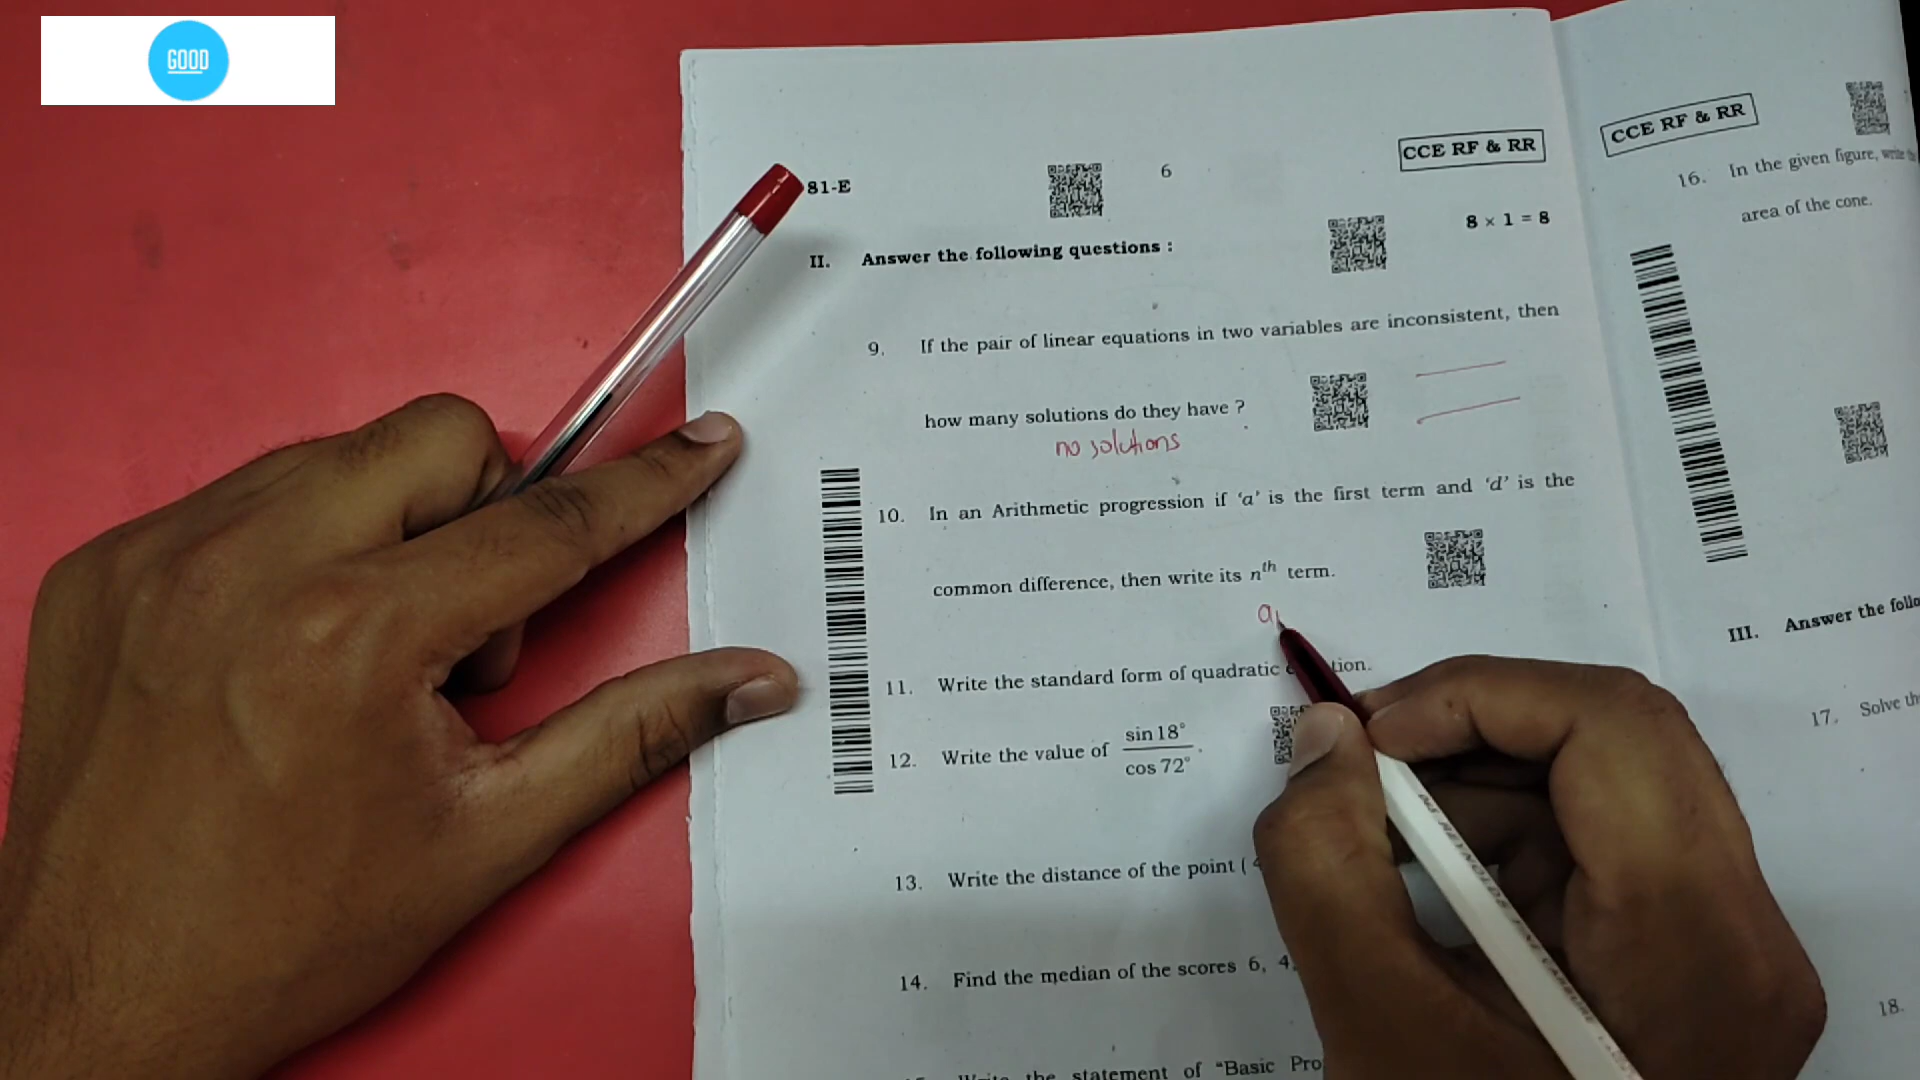 GOOD
81-E
6
CCE RF & RR
8 × 1 = 8
II. Answer the following questions :
9. If the pair of linear equations in two variables are inconsistent, then
how many solutions do they have ?
no solutions
10. In an Arithmetic progression if 'a' is the first term and 'd' is the
common difference, then write its nth term.
a
11. Write the standard form of quadratic
12. Write the value of sin 18° / cos 72° .
13. Write the distance of the point (
14. Find the median of the scores 6, 4,
the statement of "Basic Pro
CCE RF & RR
16. In the given figure, write
area of the cone.
III. Answer the follo
17. Solve th
18.